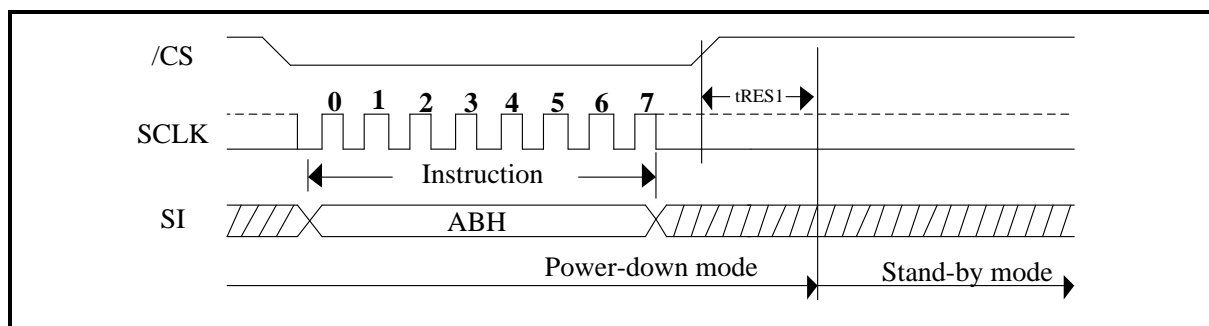 /CS
tRES1
0 1 2 3 4 5 6 7
SCLK
Instruction
SI
ABH
Power-down mode
Stand-by mode